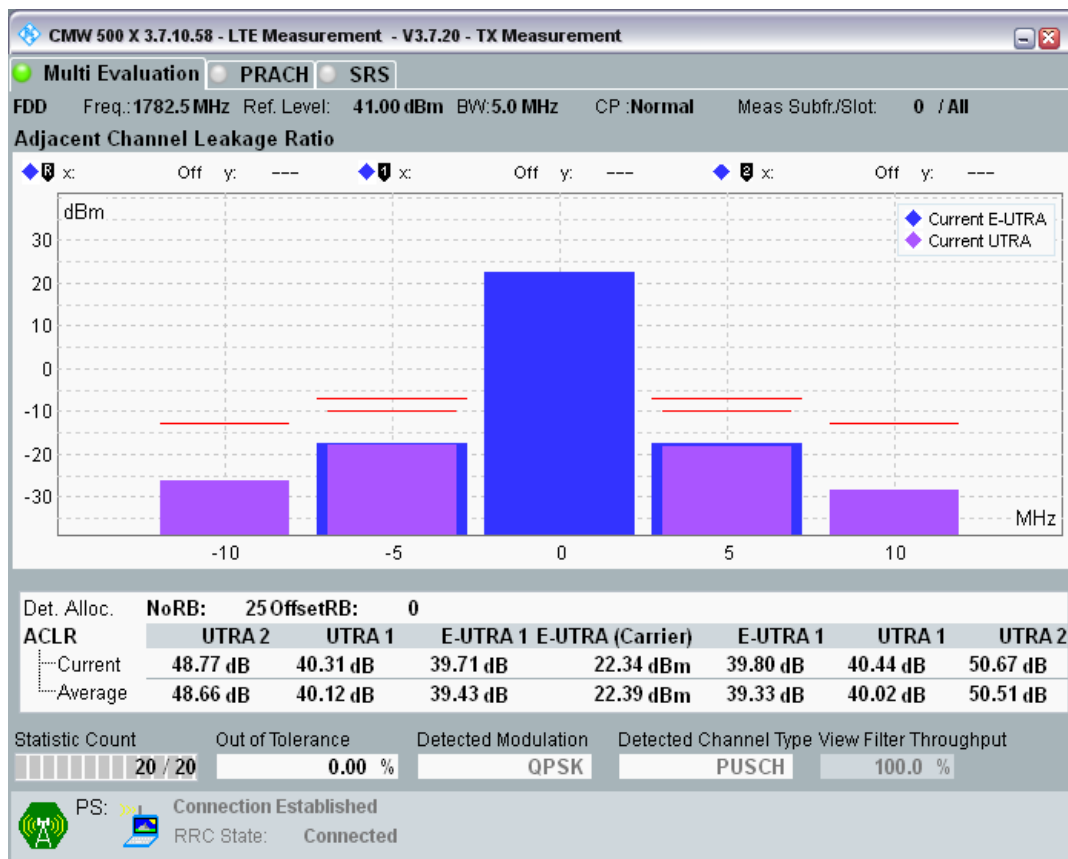 CMW 500 X 3.7.10.58 - LTE Measurement - V3.7.20 - TX Measurement
Multi Evaluation PRACH SRS
FDD Freq.: 1782.5 MHz Ref. Level: 41.00 dBm BW: 5.0 MHz CP : Normal Meas Subfr./Slot: 0 / All
Adjacent Channel Leakage Ratio
R x: Off y: --- 1 x: Off y: --- 2 x: Off y: ---
dBm
Current E-UTRA
Current UTRA
30
20
10
0
-10
-20
-30
MHz
-10 -5 0 5 10
Det. Alloc. NoRB: 25 OffsetRB: 0
ACLR UTRA 2 UTRA 1 E-UTRA 1 E-UTRA (Carrier) E-UTRA 1 UTRA 1 UTRA 2
Current 48.77 dB 40.31 dB 39.71 dB 22.34 dBm 39.80 dB 40.44 dB 50.67 dB
Average 48.66 dB 40.12 dB 39.43 dB 22.39 dBm 39.33 dB 40.02 dB 50.51 dB
Statistic Count Out of Tolerance Detected Modulation Detected Channel Type View Filter Throughput
20 / 20 0.00 % QPSK PUSCH 100.0 %
PS: Connection Established
RRC State: Connected